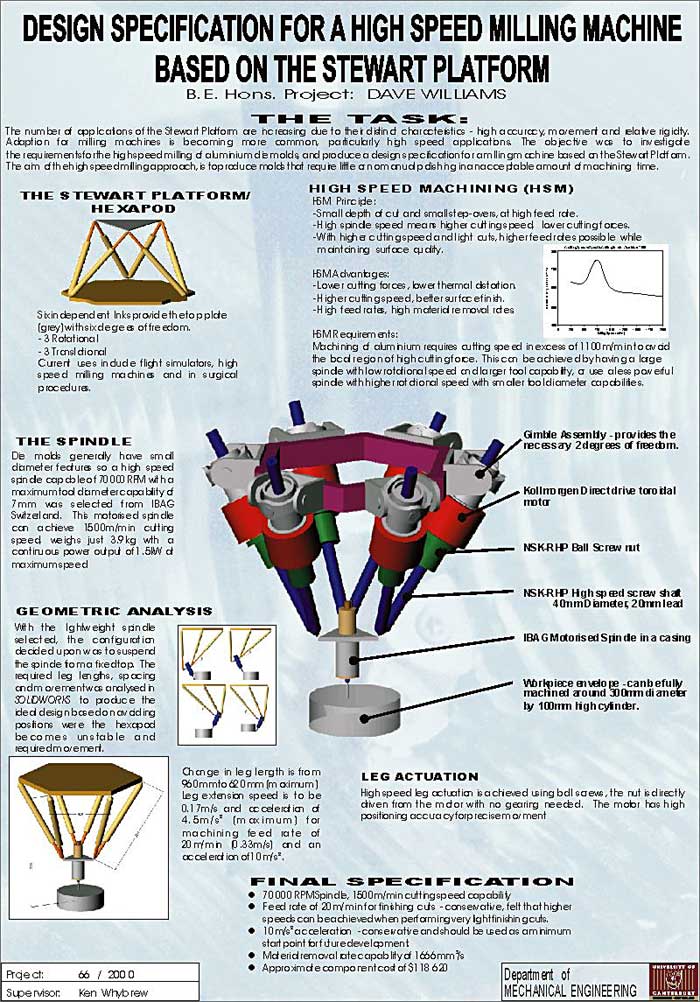 DESIGN SPECIFICATION FOR A HIGH SPEED MILLING MACHINE
BASED ON THE STEWART PLATFORM
B.E. Hons. Project: DAVE WILLIAMS
THE TASK:
The number of applications of the Stewart Platform are increasing due to their distinct characteristics - high accuracy, movement and relative rigidity.
Adaption for milling machines is becoming more common, particularly high speed applications. The objective was to investigate
the requirements for the high speed milling of aluminium die molds, and produce a design specification for a milling machine based on the Stewart Platform.
The aim of the high speed milling approach, is to produce molds that require little or no manual polishing in an acceptable amount of machining time.
THE STEWART PLATFORM/
HEXAPOD
Six independent links provide the top plate
(grey) with six degrees of freedom.
- 3 Rotational
- 3 Translational
Current uses include flight simulators, high
speed milling machines and in surgical
procedures.
HIGH SPEED MACHINING (HSM)
HSM Principle:
-Small depth of cut and small step-overs, at high feed rate.
-High spindle speed means higher cutting speed, lower cutting forces.
-With higher cutting speed and light cuts, higher feed rates possible while
maintaining surface quality.
HSM Advantages:
-Lower cutting forces, lower thermal distortion.
-Higher cutting speed, better surface finish.
-High feed rates, high material removal rates
HSM Requirements:
Machining of aluminium requires cutting speed in excess of 1100m/min to avoid
the local region of high cutting force. This can be achieved by having a large
spindle with low rotational speed and larger tool capability, or use a less powerful
spindle with higher rotational speed with smaller tool diameter capabilities.
THE SPINDLE
Die molds generally have small
diameter features so a high speed
spindle capable of 70 000 RPM with a
maximum tool diameter capability of
7mm was selected from IBAG
Switzerland. This motorised spindle
can achieve 1500m/min cutting
speed, weighs just 3.9kg with a
continuous power output of 1.5kW at
maximum speed
Gimble Assembly - provides the
necessary 2 degrees of freedom.
Kollmorgen Direct drive toroidal
motor
NSK-RHP Ball Screw nut
NSK-RHP High speed screw shaft
40mm Diameter, 20mm lead
IBAG Motorised Spindle in a casing
Workpiece envelope - can be fully
machined around 300mm diameter
by 100mm high cylinder.
GEOMETRIC ANALYSIS
With the lightweight spindle
selected, the configuration
decided upon was to suspend
the spindle from a fixed top. The
required leg lengths, spacing
and movement was analysed in
SOLIDWORKS to produce the
ideal design based on avoiding
positions were the hexapod
becomes unstable and
required movement.
Change in leg length is from
960mm to 620mm (maximum)
Leg extension speed is to be
0.17m/s and acceleration of
4.5m/s² (maximum) for
machining feed rate of
20m/min (0.33m/s) and an
acceleration of 10m/s².
LEG ACTUATION
High speed leg actuation is achieved using ball screws, the nut is directly
driven from the motor with no gearing needed. The motor has high
positioning accuracy for precise movement
FINAL SPECIFICATION
● 70 000 RPM Spindle, 1500m/min cutting speed capability
● Feed rate of 20m/min for finishing cuts - conservative, felt that higher
speeds can be achieved when performing very light finishing cuts.
● 10m/s² acceleration - conservative and should be used as a minimum
start point for future development
● Material removal rate capability of 1666mm³/s
● Approximate component cost of $118 620
Project: 66 / 2000
Supervisor: Ken Whybrew
Department of
MECHANICAL ENGINEERING
UNIVERSITY OF
CANTERBURY